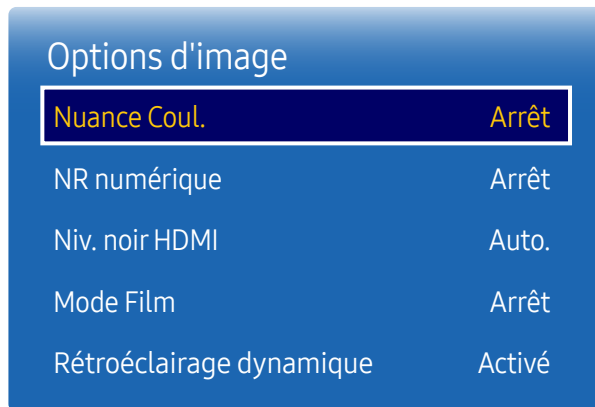 Options d'image
Nuance Coul. Arrêt
NR numérique Arrêt
Niv. noir HDMI Auto.
Mode Film Arrêt
Rétroéclairage dynamique Activé